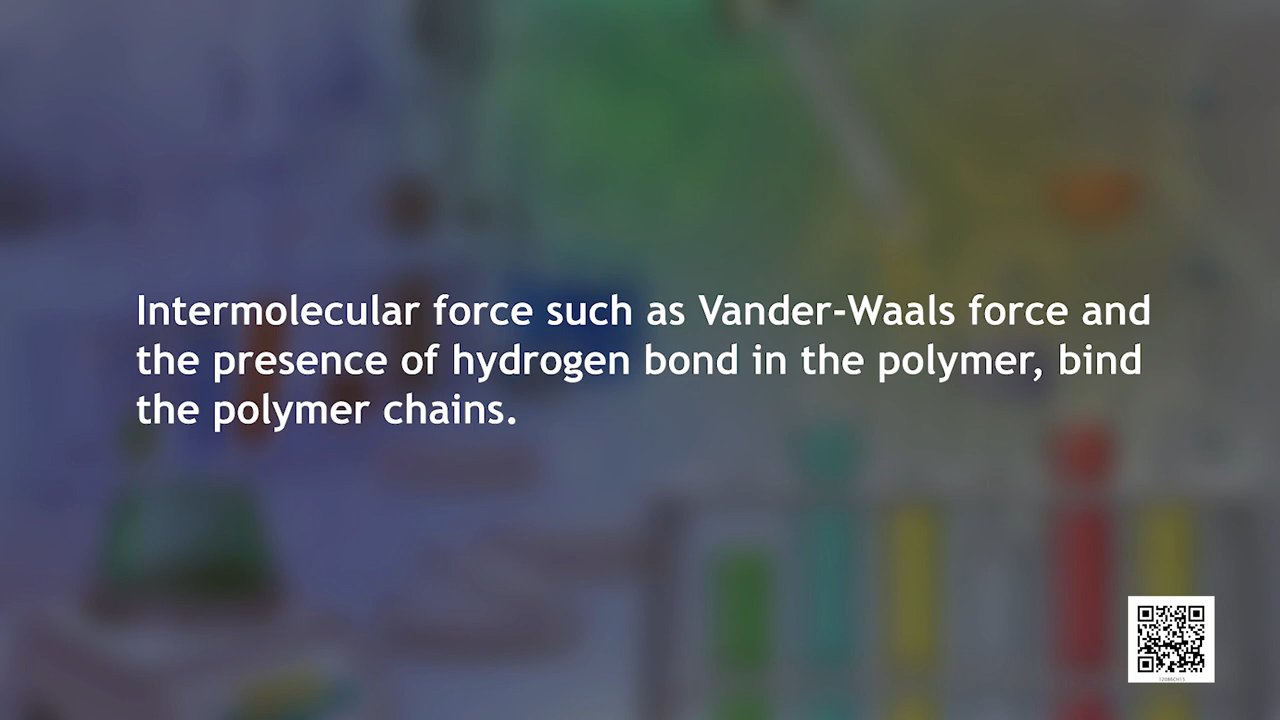 Intermolecular force such as Vander-Waals force and
the presence of hydrogen bond in the polymer, bind
the polymer chains.